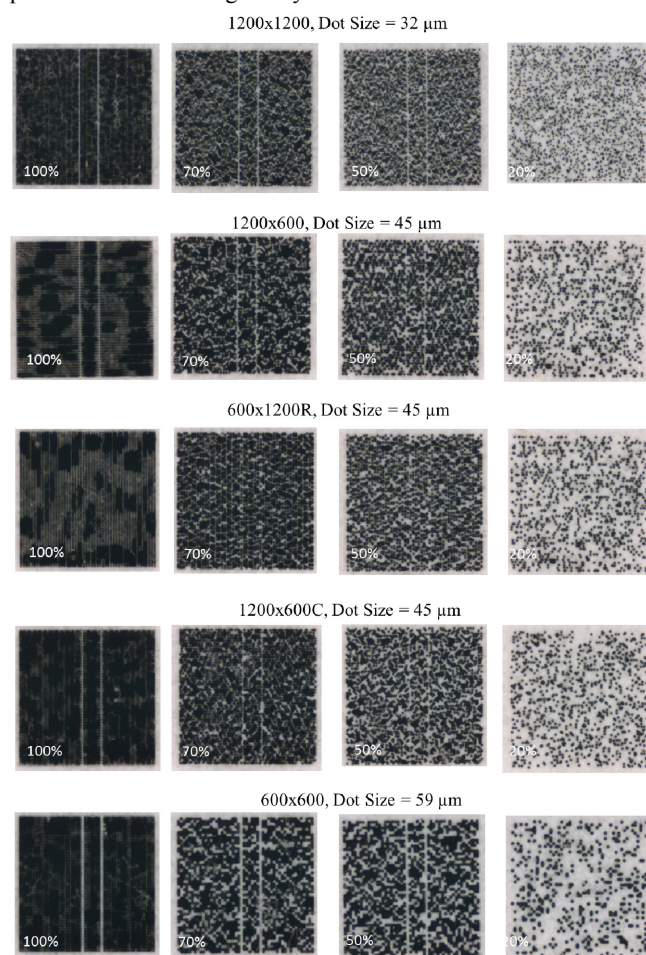 1200x1200, Dot Size = 32 µm
100% 70% 50% 20%
1200x600, Dot Size = 45 µm
100% 70% 50% 20%
600x1200R, Dot Size = 45 µm
100% 70% 50% 20%
1200x600C, Dot Size = 45 µm
100% 70% 50% 20%
600x600, Dot Size = 59 µm
100% 70% 50% 20%